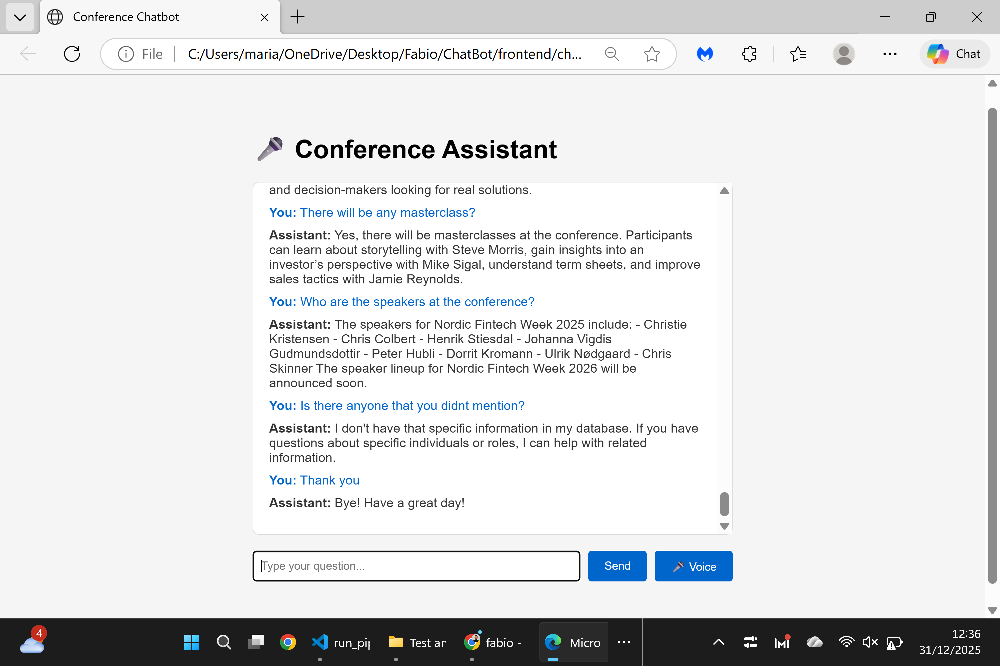 Conference Chatbot
File
C:/Users/maria/OneDrive/Desktop/Fabio/ChatBot/frontend/ch...
Chat
Conference Assistant
and decision-makers looking for real solutions.
You: There will be any masterclass?
Assistant: Yes, there will be masterclasses at the conference. Participants
can learn about storytelling with Steve Morris, gain insights into an
investor’s perspective with Mike Sigal, understand term sheets, and improve
sales tactics with Jamie Reynolds.
You: Who are the speakers at the conference?
Assistant: The speakers for Nordic Fintech Week 2025 include: - Christie
Kristensen - Chris Colbert - Henrik Stiesdal - Johanna Vigdis
Gudmundsdottir - Peter Hubli - Dorrit Kromann - Ulrik Nødgaard - Chris
Skinner The speaker lineup for Nordic Fintech Week 2026 will be
announced soon.
You: Is there anyone that you didnt mention?
Assistant: I don't have that specific information in my database. If you have
questions about specific individuals or roles, I can help with related
information.
You: Thank you
Assistant: Bye! Have a great day!
Type your question...
Send
Voice
4
run_pip
Test an
fabio -
Micro
12:36
31/12/2025